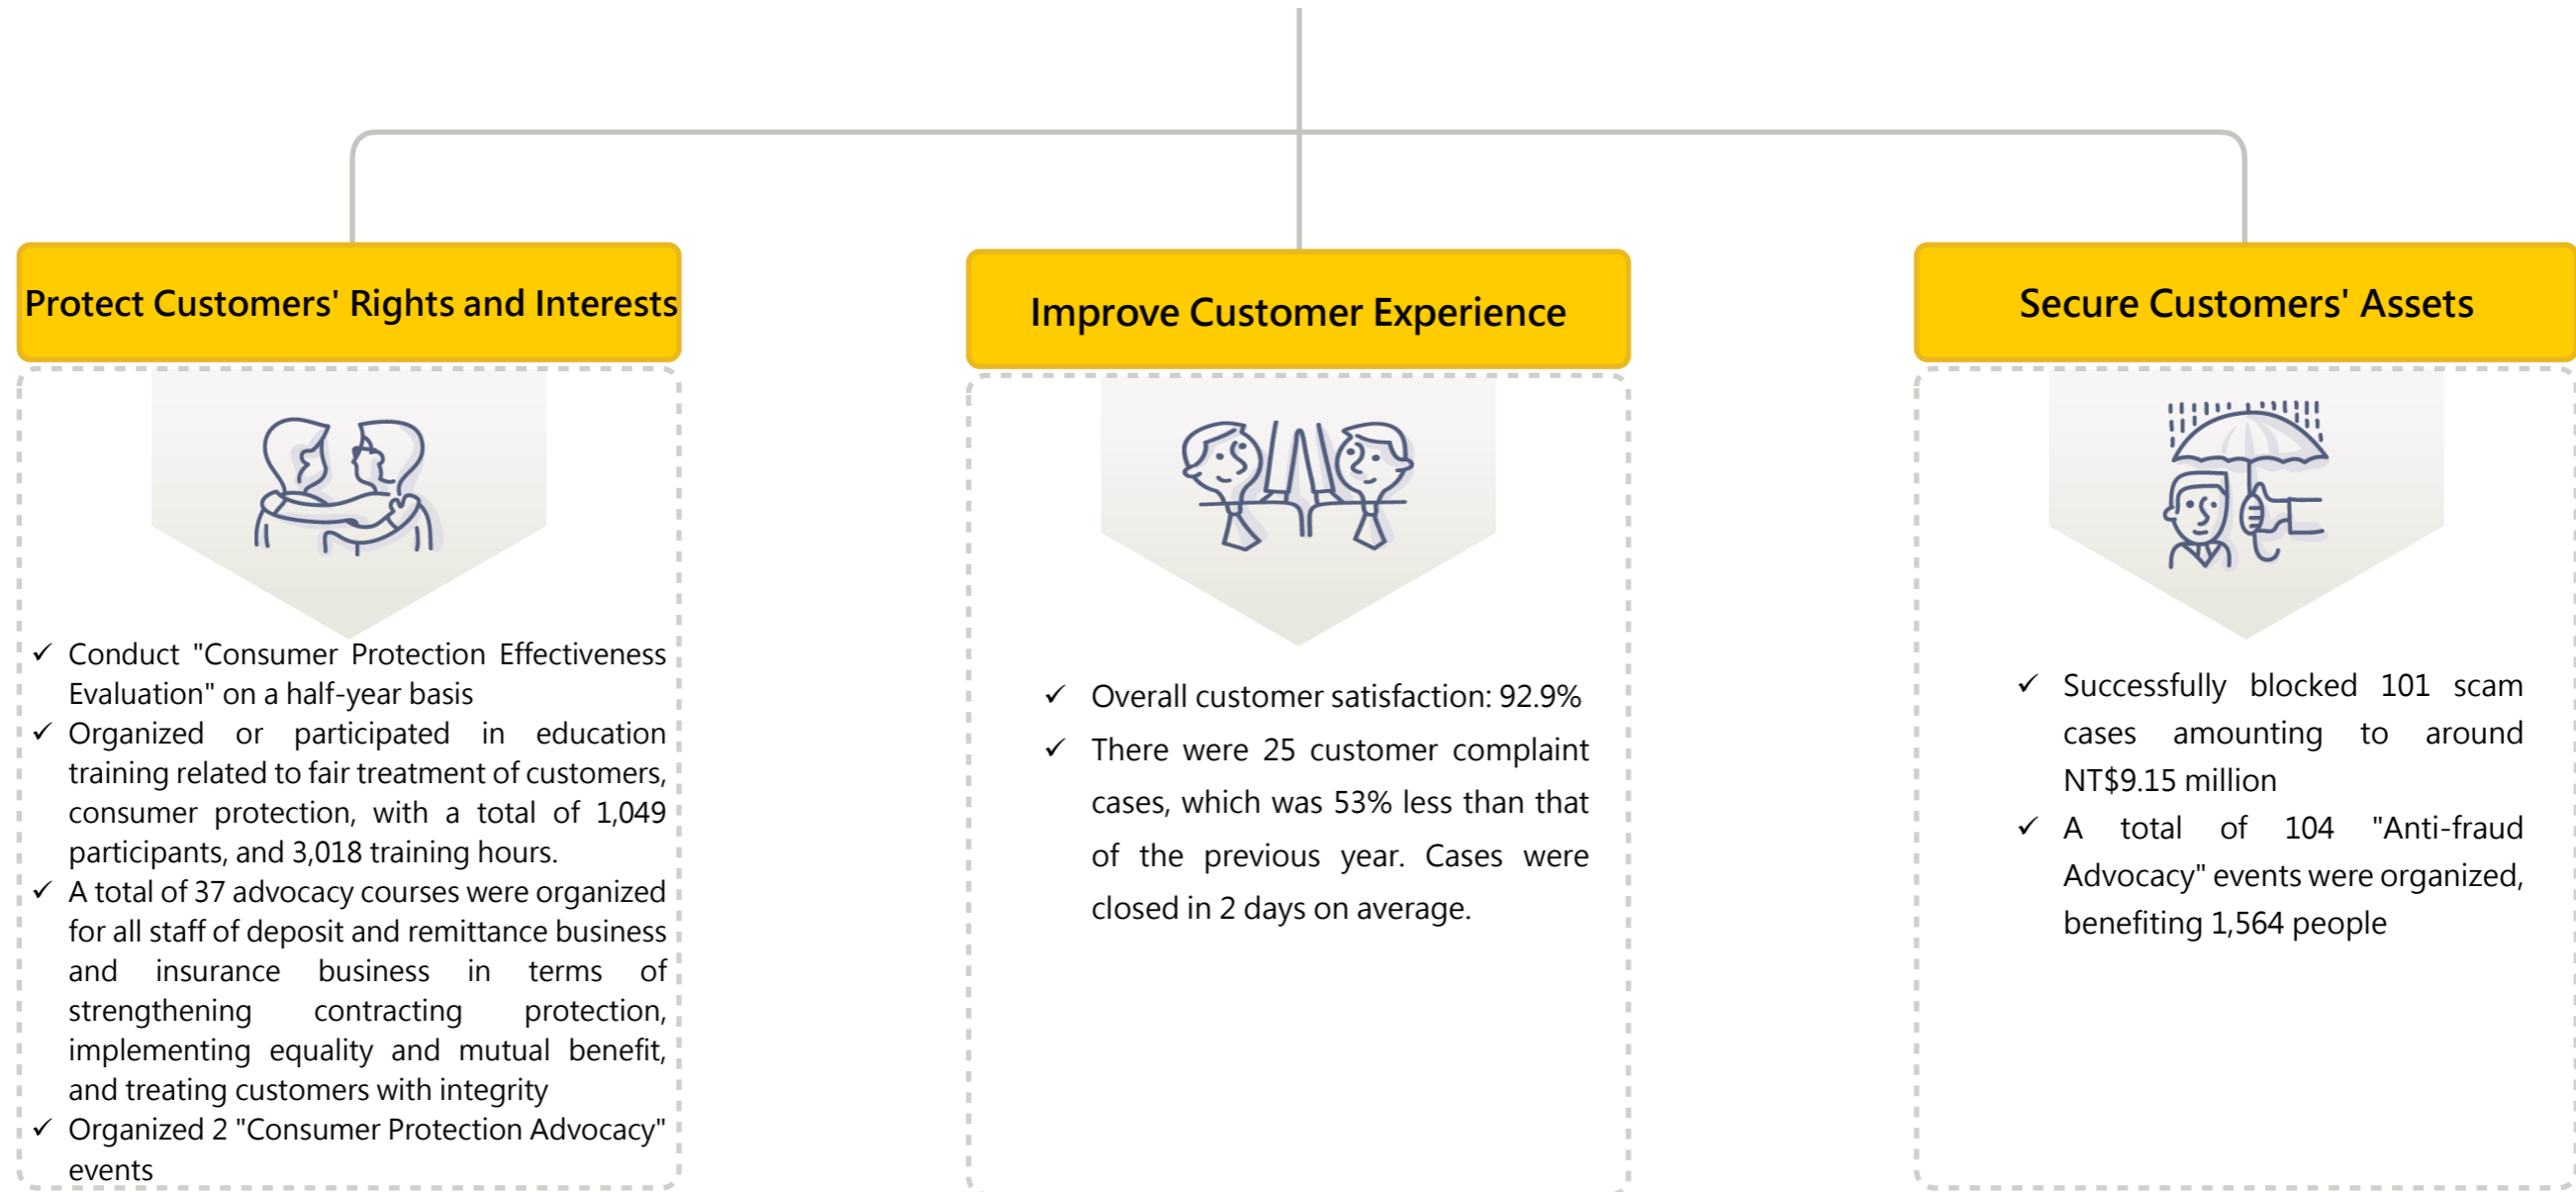 Protect Customers' Rights and Interests
✓ Conduct "Consumer Protection Effectiveness
Evaluation" on a half-year basis
✓ Organized or participated in education
training related to fair treatment of customers,
consumer protection, with a total of 1,049
participants, and 3,018 training hours.
✓ A total of 37 advocacy courses were organized
for all staff of deposit and remittance business
and insurance business in terms of
strengthening contracting protection,
implementing equality and mutual benefit,
and treating customers with integrity
✓ Organized 2 "Consumer Protection Advocacy"
events
Improve Customer Experience
✓ Overall customer satisfaction: 92.9%
✓ There were 25 customer complaint
cases, which was 53% less than that
of the previous year. Cases were
closed in 2 days on average.
Secure Customers' Assets
✓ Successfully blocked 101 scam
cases amounting to around
NT$9.15 million
✓ A total of 104 "Anti-fraud
Advocacy" events were organized,
benefiting 1,564 people